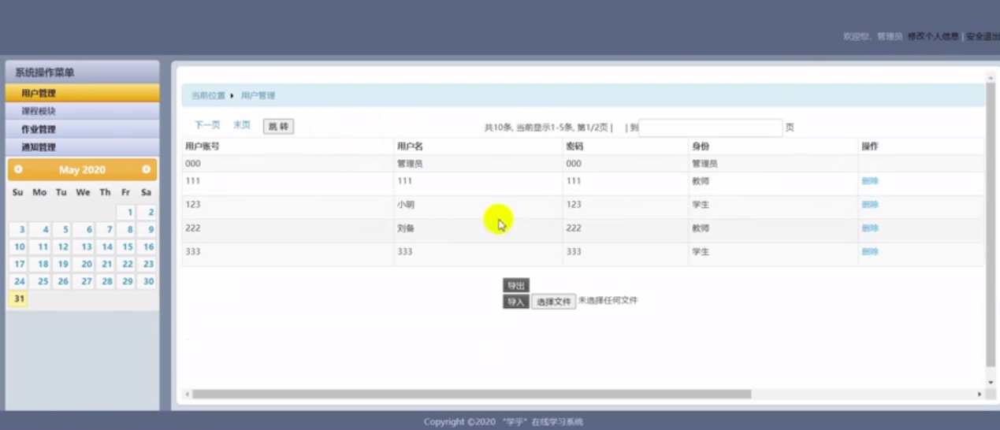 欢迎您、管理员 修改个人信息 | 安全退出
系统操作菜单
用户管理
课程模块
作业管理
通知管理
May 2020
Su Mo Tu We Th Fr Sa
1 2
3 4 5 6 7 8 9
10 11 12 13 14 15 16
17 18 19 20 21 22 23
24 25 26 27 28 29 30
31
当前位置 用户管理
下一页 末页 跳 转 共10条, 当前显示1-5条, 第1/2页 | | 到 页
用户账号 用户名 密码 身份 操作
000 管理员 000 管理员
111 111 111 教师 删除
123 小明 123 学生 删除
222 刘备 222 教师 删除
333 333 333 学生 删除
导出
导入 选择文件 未选择任何文件
Copyright ©2020 “学乎” 在线学习系统